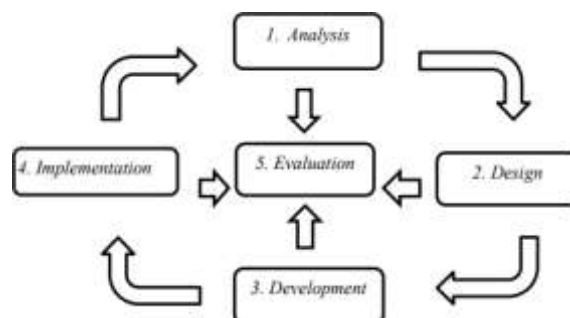 1. Analysis
4. Implementation
5. Evaluation
2. Design
3. Development